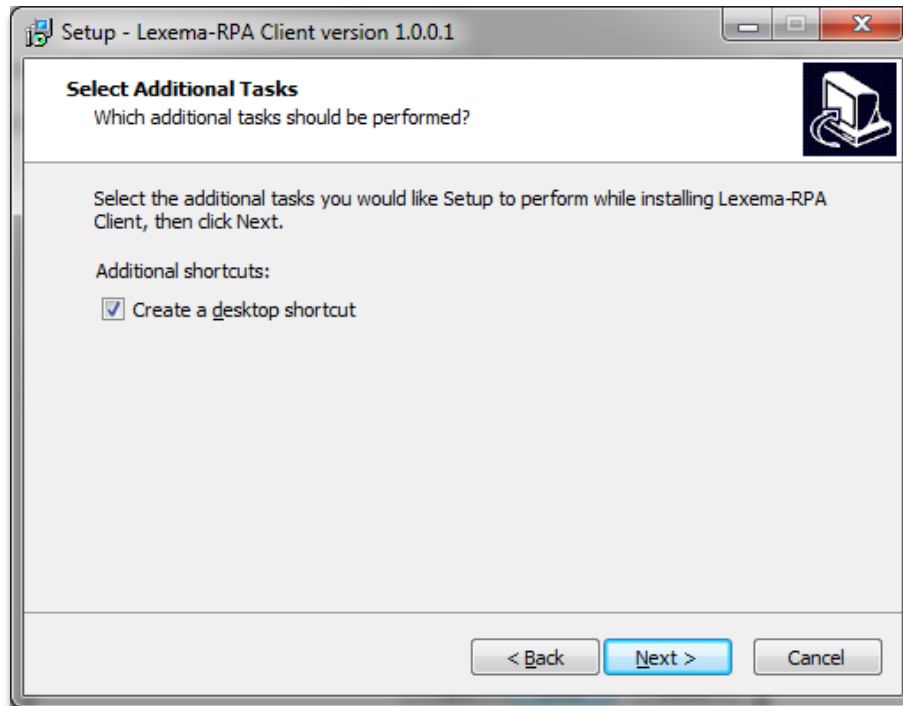 Setup - Lexema-RPA Client version 1.0.0.1
Select Additional Tasks
Which additional tasks should be performed?
Select the additional tasks you would like Setup to perform while installing Lexema-RPA
Client, then click Next.
Additional shortcuts:
Create a desktop shortcut
< Back
Next >
Cancel